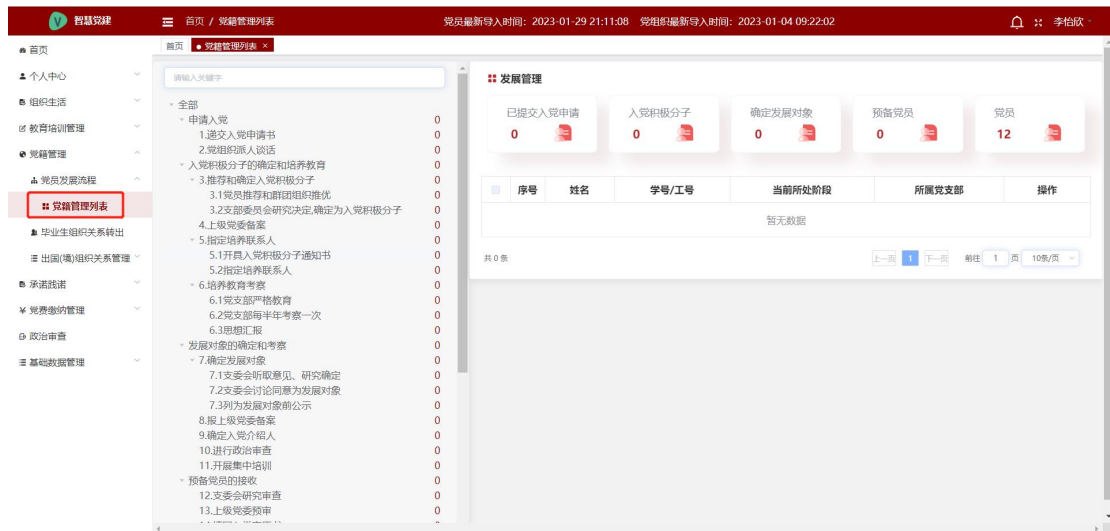 智慧党建
首页 / 党籍管理列表
党员最新导入时间：2023-01-29 21:11:08 党组织最新导入时间：2023-01-04 09:22:02
李怡欣
首页
个人中心
组织生活
教育培训管理
党籍管理
党员发展流程
党籍管理列表
毕业生组织关系转出
出国(境)组织关系管理
承诺践诺
¥ 党费缴纳管理
政治审查
基础数据管理
首页
● 党籍管理列表 ×
请输入关键字
全部
申请入党 0
1.递交入党申请书 0
2.党组织派人谈话 0
入党积极分子的确定和培养教育 0
3.推荐和确定入党积极分子 0
3.1党员推荐和群团组织推优 0
3.2支部委员会研究决定,确定为入党积极分子 0
4.上级党委备案 0
5.指定培养联系人 0
5.1开具入党积极分子通知书 0
5.2指定培养联系人 0
6.培养教育考察 0
6.1党支部严格教育 0
6.2党支部每半年考察一次 0
6.3思想汇报 0
发展对象的确定和考察 0
7.确定发展对象 0
7.1支委会听取意见、研究确定 0
7.2支委会讨论同意为发展对象 0
7.3列为发展对象前公示 0
8.报上级党委备案 0
9.确定入党介绍人 0
10.进行政治审查 0
11.开展集中培训 0
预备党员的接收 0
12.支委会研究审查 0
13.上级党委预审 0
发展管理
已提交入党申请 入党积极分子 确定发展对象 预备党员 党员
0 0 0 0 12
序号 姓名 学号/工号 当前所处阶段 所属党支部 操作
暂无数据
共 0 条
上一页 1 下一页 前往 1 页 10条/页